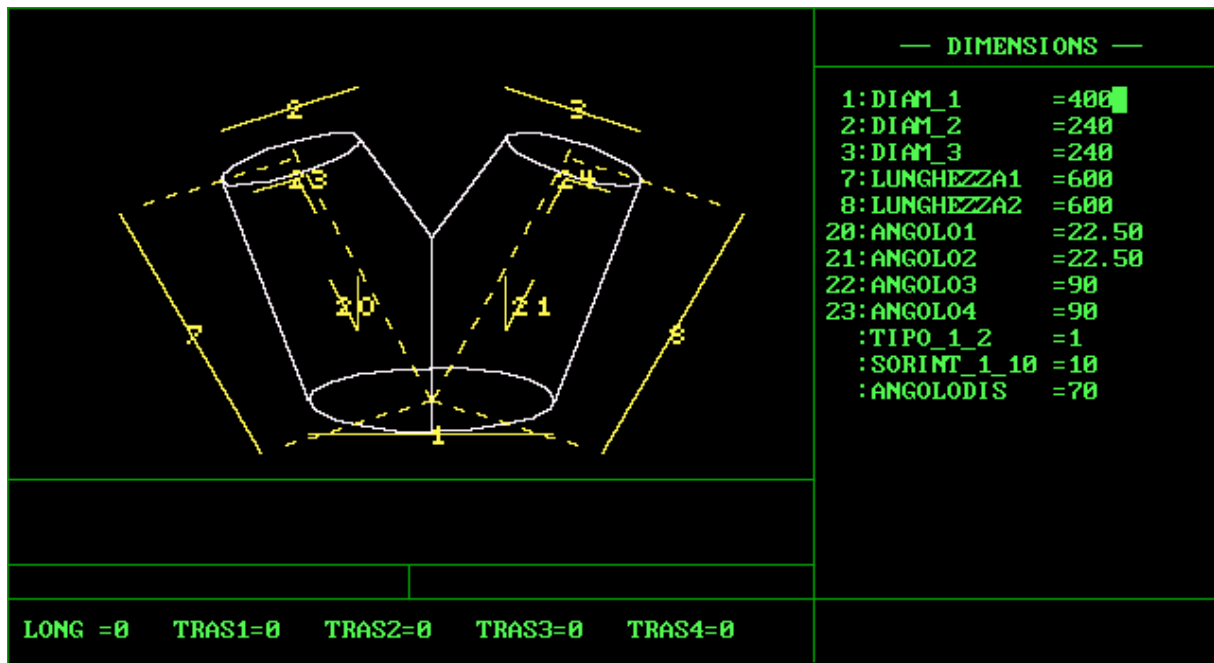 2
3
23
24
20
21
7
8
1
— DIMENSIONS —
1:DIAM_1 =400
2:DIAM_2 =240
3:DIAM_3 =240
7:LUNGHEZZA1 =600
8:LUNGHEZZA2 =600
20:ANGOLO1 =22.50
21:ANGOLO2 =22.50
22:ANGOLO3 =90
23:ANGOLO4 =90
:TIPO_1_2 =1
:SORINT_1_10 =10
:ANGOLODIS =70
LONG =0 TRAS1=0 TRAS2=0 TRAS3=0 TRAS4=0